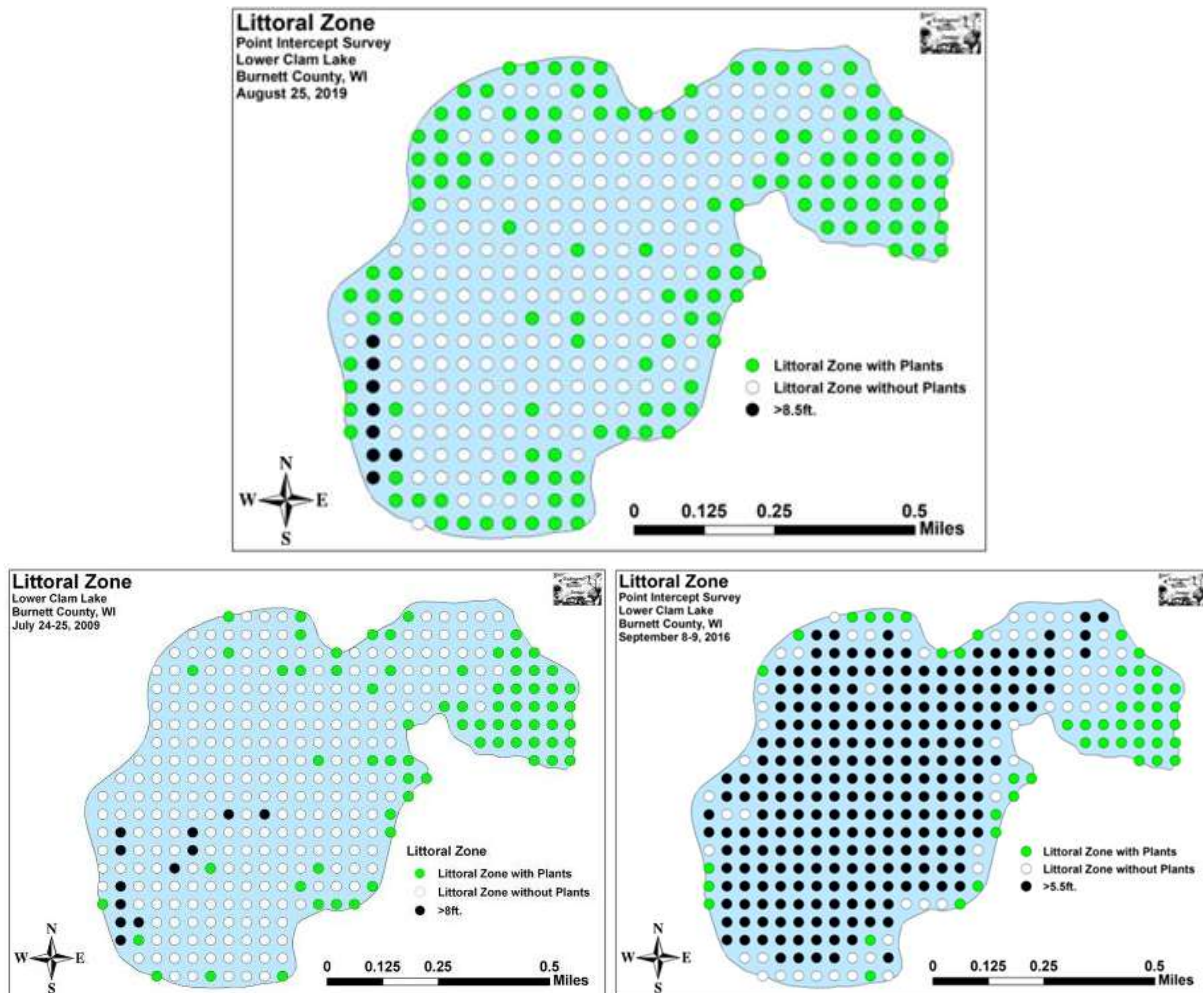 Littoral Zone
Point Intercept Survey
Lower Clam Lake
Burnett County, WI
August 25, 2019
Littoral Zone with Plants
Littoral Zone without Plants
>8.5ft.
N
W E
S
0 0.125 0.25 0.5
Miles
Littoral Zone
Lower Clam Lake
Burnett County, WI
July 24-25, 2009
Littoral Zone
Littoral Zone with Plants
Littoral Zone without Plants
>8ft.
N
W E
S
0 0.125 0.25 0.5
Miles
Littoral Zone
Point Intercept Survey
Lower Clam Lake
Burnett County, WI
September 8-9, 2016
Littoral Zone with Plants
Littoral Zone without Plants
>5.5ft.
N
W E
S
0 0.125 0.25 0.5
Miles